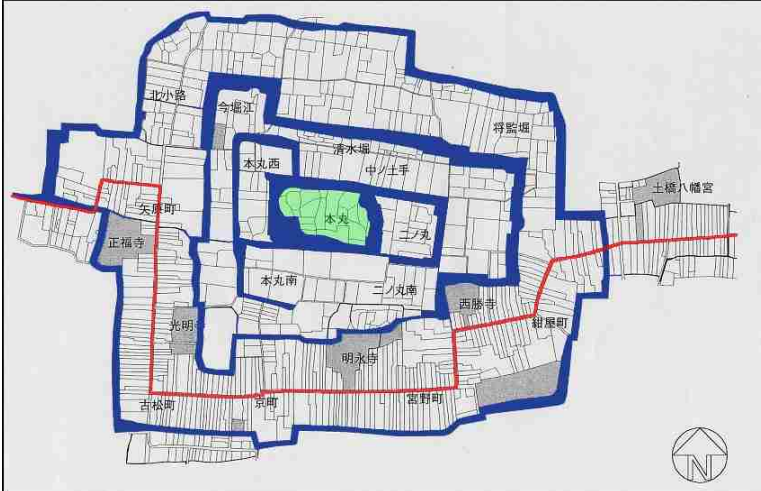 北小路
今堀江
将監堀
清水堀
中ノ土手
本丸西
土橋八幡宮
矢原町
本丸
二ノ丸
正福寺
本丸南
二ノ丸南
西勝寺
光明寺
紺屋町
明永寺
古松町
京町
宮野町
N